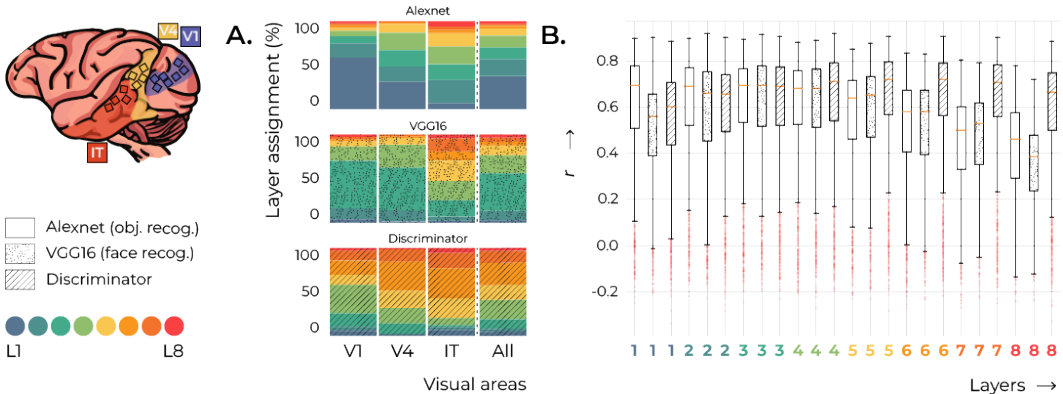 V4 V1
IT
Alexnet (obj. recog.)
VGG16 (face recog.)
Discriminator
L1 L8
A.
Layer assignment (%)
Alexnet
100
50
0
VGG16
100
50
0
Discriminator
100
50
0
V1 V4 IT All
Visual areas
B.
r →
0.8
0.6
0.4
0.2
0.0
-0.2
1 1 1 2 2 2 3 3 3 4 4 4 5 5 5 6 6 6 7 7 7 8 8 8
Layers →